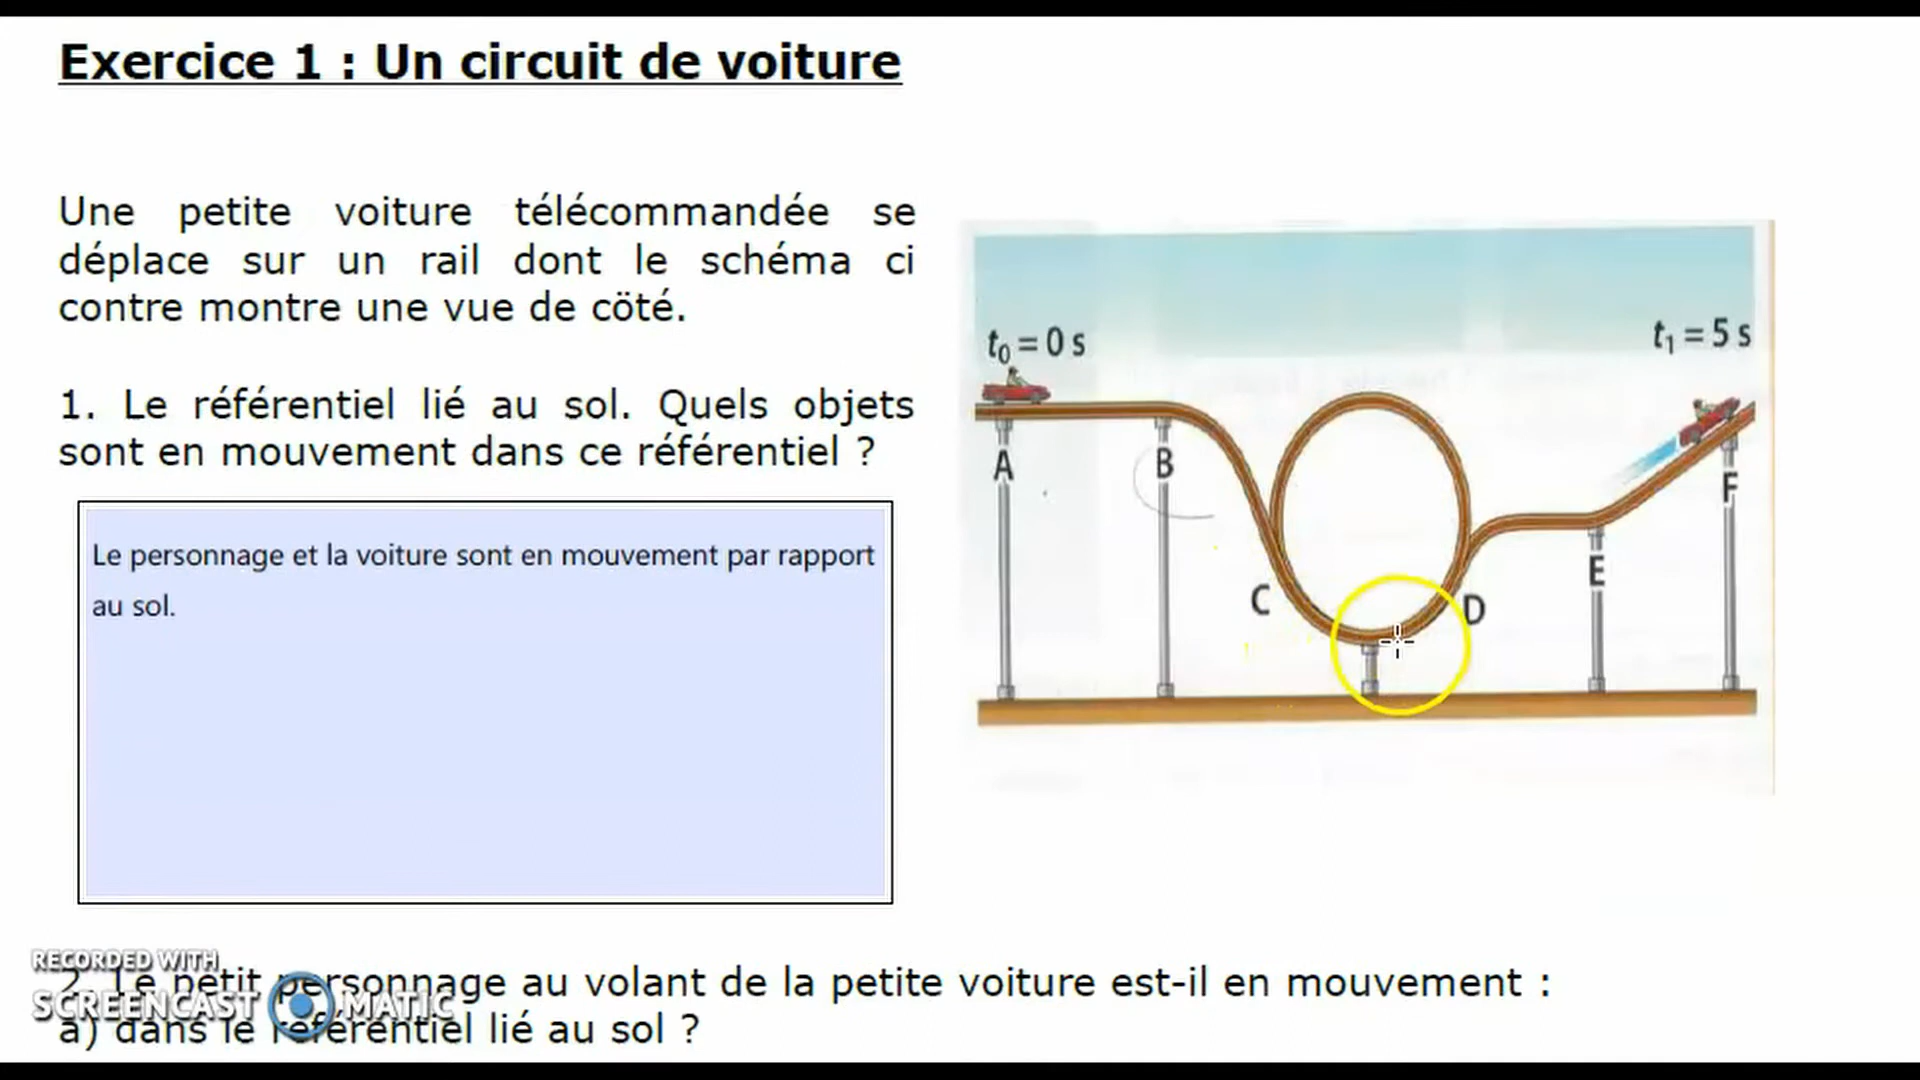 Exercice 1 : Un circuit de voiture
Une petite voiture télécommandée se
déplace sur un rail dont le schéma ci
contre montre une vue de cöté.
1. Le référentiel lié au sol. Quels objets
sont en mouvement dans ce référentiel ?
Le personnage et la voiture sont en mouvement par rapport
au sol.
t0 = 0 s
t1 = 5 s
A
B
C
D
E
F
2. Le petit personnage au volant de la petite voiture est-il en mouvement :
a) dans le référentiel lié au sol ?
RECORDED WITH
SCREENCAST MATIC